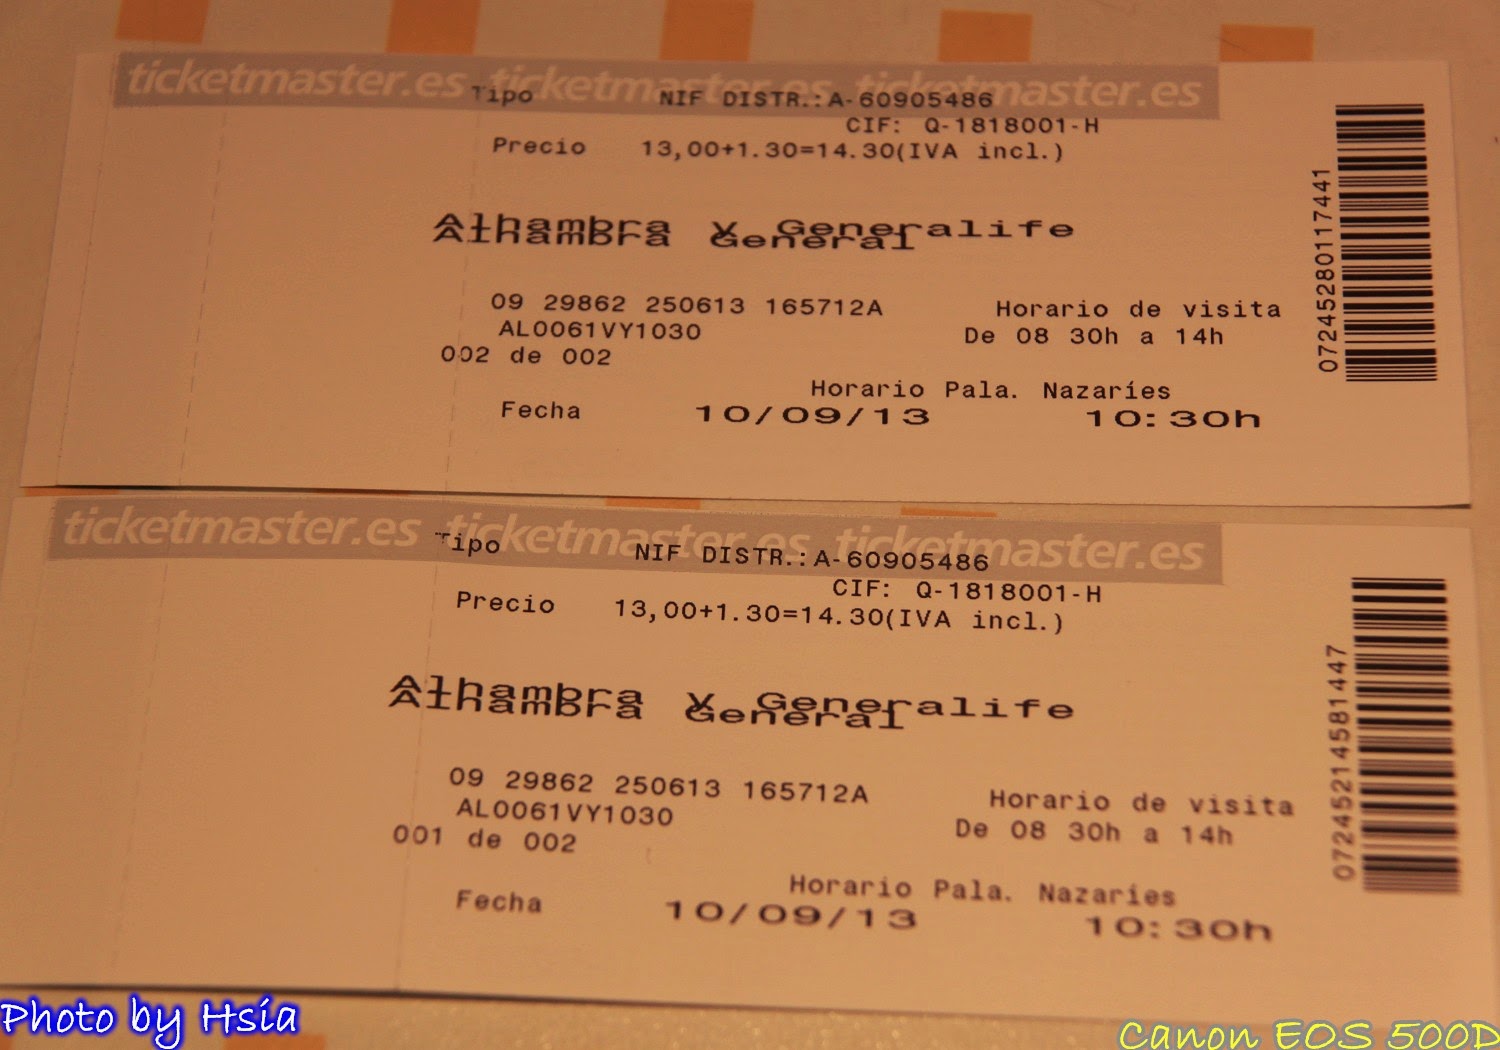 ticketmaster.es ticketmaster.es ticketmaster.es
Tipo NIF DISTR.:A-60905486
CIF: Q-1818001-H
Precio 13,00+1.30=14.30(IVA incl.)
Alhambra y Generalife
Alhambra General
09 29862 250613 165712A Horario de visita
AL0061VY1030 De 08 30h a 14h
002 de 002
Horario Pala. Nazaríes
Fecha 10/09/13 10:30h
07245280117441
ticketmaster.es ticketmaster.es ticketmaster.es
Tipo NIF DISTR.:A-60905486
CIF: Q-1818001-H
Precio 13,00+1.30=14.30(IVA incl.)
Alhambra y Generalife
Alhambra General
09 29862 250613 165712A Horario de visita
AL0061VY1030 De 08 30h a 14h
001 de 002
Horario Pala. Nazaríes
Fecha 10/09/13 10:30h
07245214581447
Photo by Hsia
Canon EOS 500D